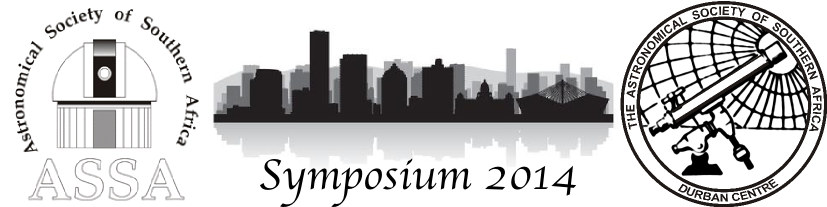 Astronomical Society of Southern Africa
ASSA
Symposium 2014
THE ASTRONOMICAL SOCIETY OF SOUTHERN AFRICA
DURBAN CENTRE